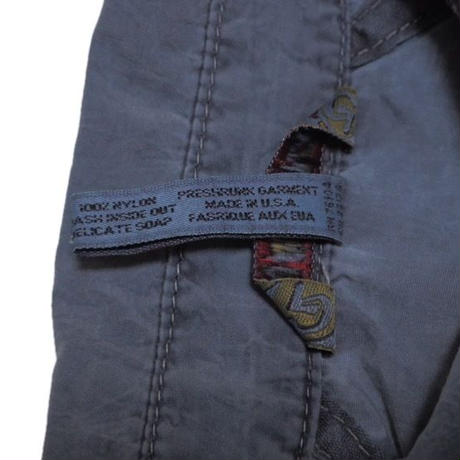 100% NYLON
WASH INSIDE OUT
DELICATE SOAP
PRESHRUNK GARMENT
MADE IN U.S.A.
FABRIQUE AUX EUA